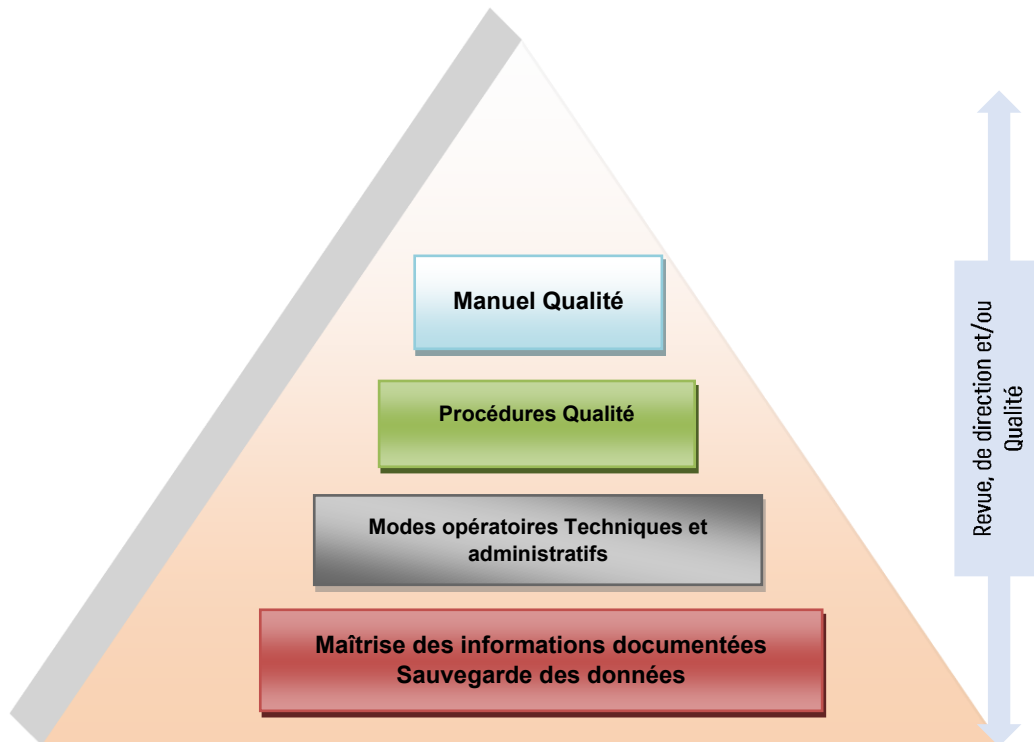 Manuel Qualité
Procédures Qualité
Modes opératoires Techniques et
administratifs
Maîtrise des informations documentées
Sauvegarde des données
Revue, de direction et/ou
Qualité